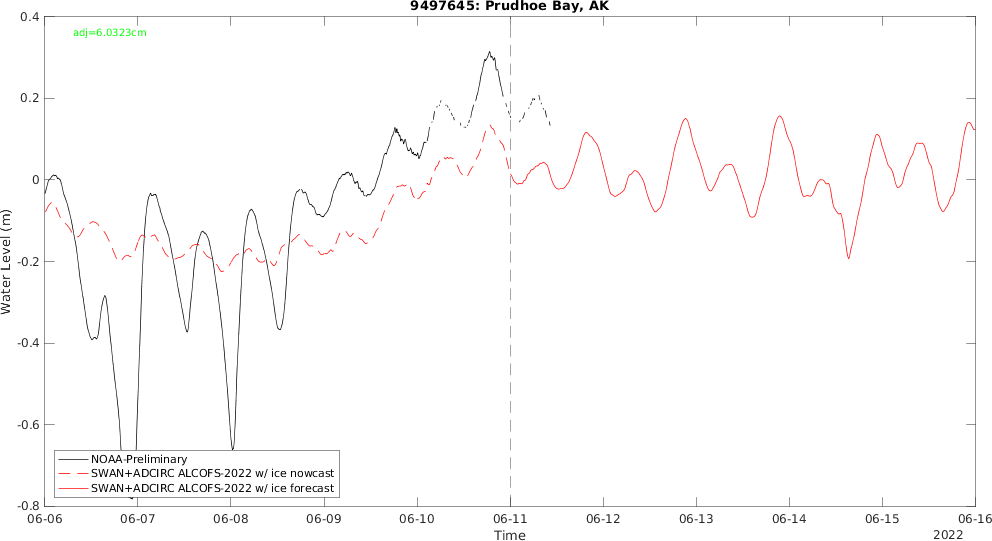 9497645: Prudhoe Bay, AK
adj=6.0323cm
0.4
0.2
0
-0.2
-0.4
-0.6
-0.8
Water Level (m)
NOAA-Preliminary
SWAN+ADCIRC ALCOFS-2022 w/ ice nowcast
SWAN+ADCIRC ALCOFS-2022 w/ ice forecast
06-06 06-07 06-08 06-09 06-10 06-11 06-12 06-13 06-14 06-15 06-16
Time
2022